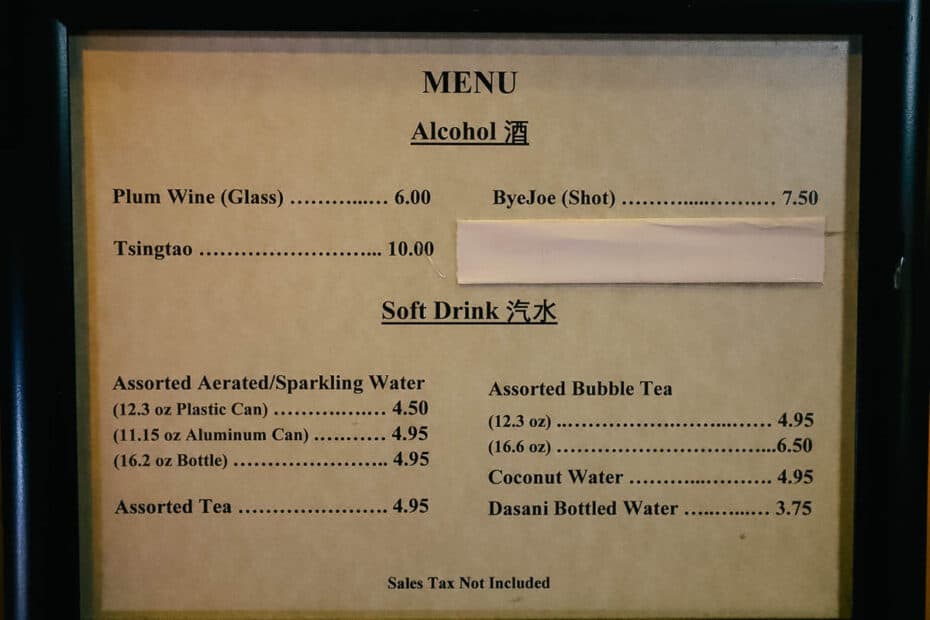 MENU
Alcohol 酒
Plum Wine (Glass) ................ 6.00
ByeJoe (Shot) ........................ 7.50
Tsingtao ............................ 10.00
Soft Drink 汽水
Assorted Aerated/Sparkling Water
(12.3 oz Plastic Can) .................. 4.50
(11.15 oz Aluminum Can) ............ 4.95
(16.2 oz Bottle) ........................ 4.95
Assorted Tea ....................... 4.95
Assorted Bubble Tea
(12.3 oz) ................................. 4.95
(16.6 oz) .................................6.50
Coconut Water ..................... 4.95
Dasani Bottled Water ............. 3.75
Sales Tax Not Included